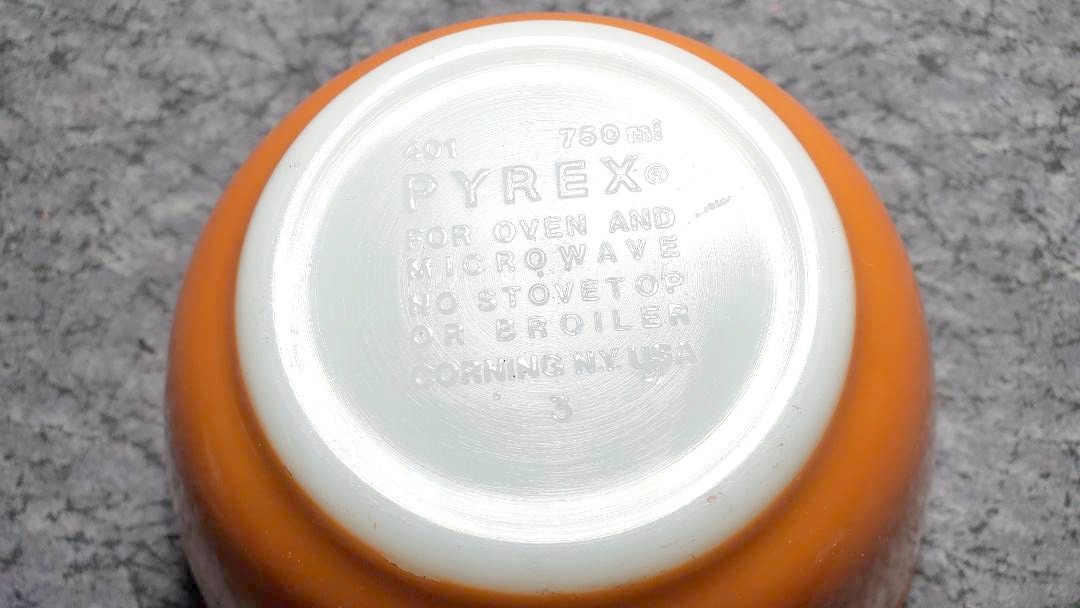 401 750 ml
PYREX®
FOR OVEN AND
MICROWAVE
NO STOVETOP
OR BROILER
CORNING N.Y. USA
3